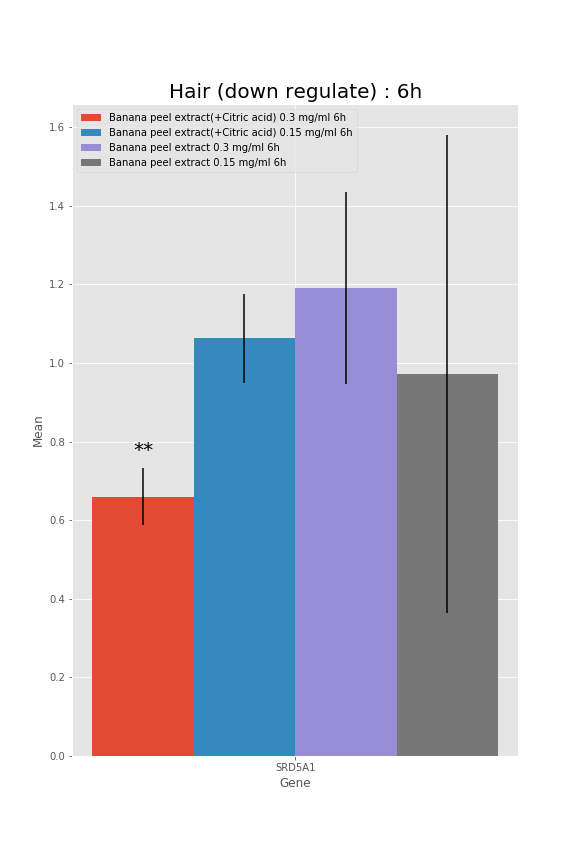 Hair (down regulate) : 6h
Banana peel extract(+Citric acid) 0.3 mg/ml 6h
Banana peel extract(+Citric acid) 0.15 mg/ml 6h
Banana peel extract 0.3 mg/ml 6h
Banana peel extract 0.15 mg/ml 6h
1.6
1.4
1.2
1.0
0.8
0.6
0.4
0.2
0.0
Mean
**
SRD5A1
Gene